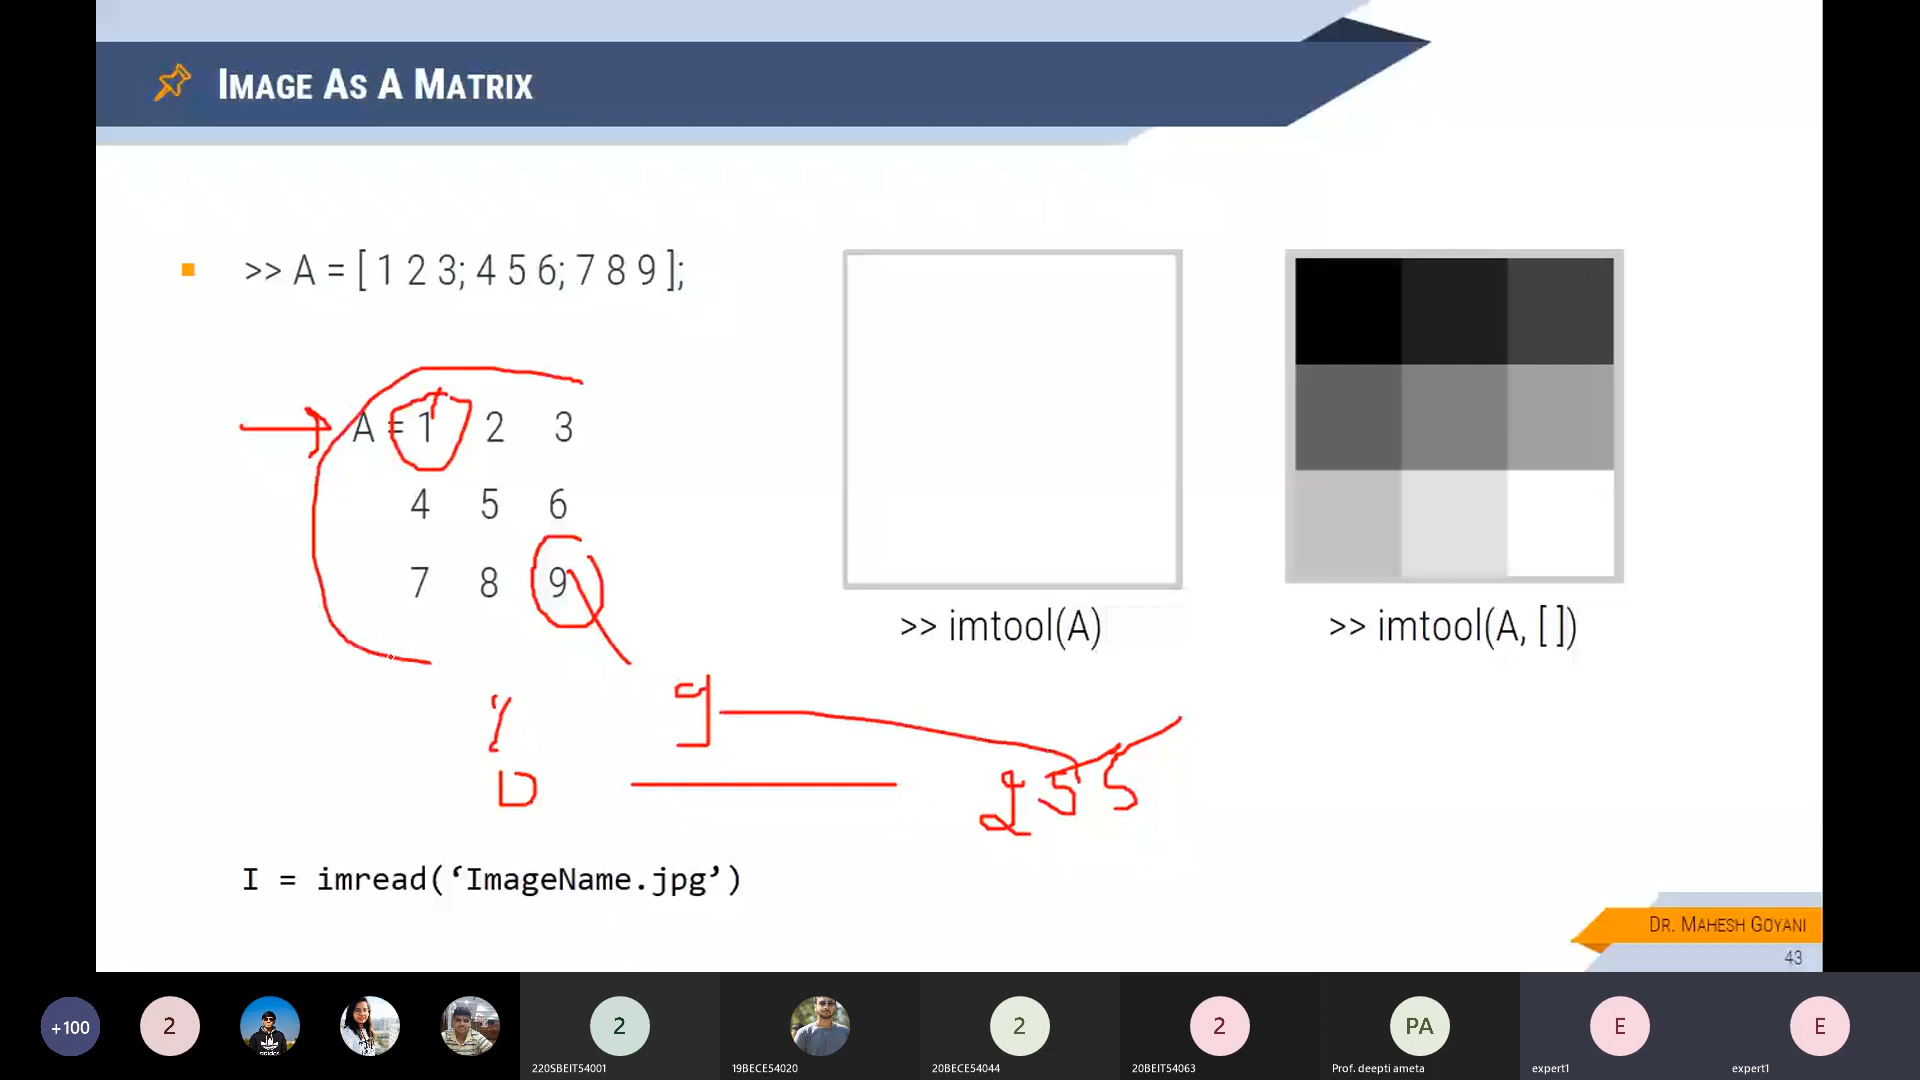 IMAGE AS A MATRIX
>> A = [ 1 2 3; 4 5 6; 7 8 9 ];
A = 1 2 3
4 5 6
7 8 9
>> imtool(A)
>> imtool(A, [ ])
9
0
255
I = imread(‘ImageName.jpg’)
DR. MAHESH GOYANI
43
+100
2
2
2
2
PA
E
E
220SBEIT54001
19BECE54020
20BECE54044
20BEIT54063
Prof. deepti ameta
expert1
expert1
adidas